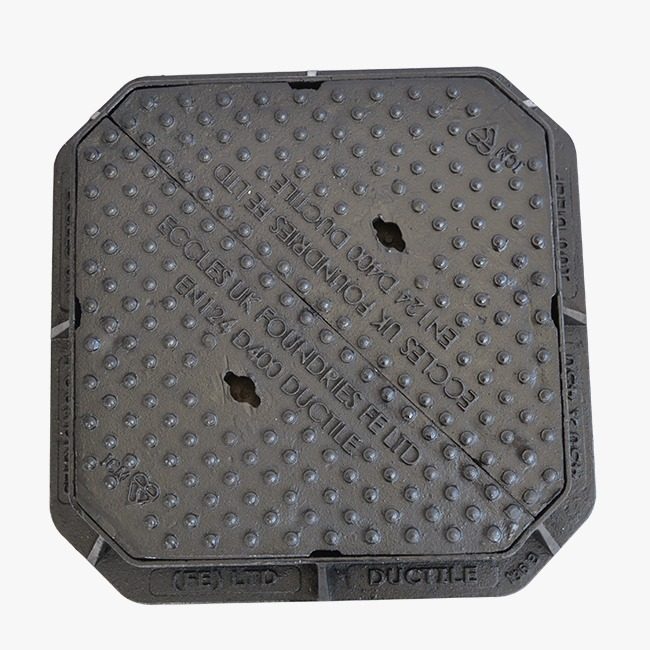 ECCLES UK FOUNDRIES FE LTD
EN124 D400 DUCTILE
ECCLES UK FOUNDRIES FE LTD
EN124 D400 DUCTILE
(FE) LTD
DUCTILE